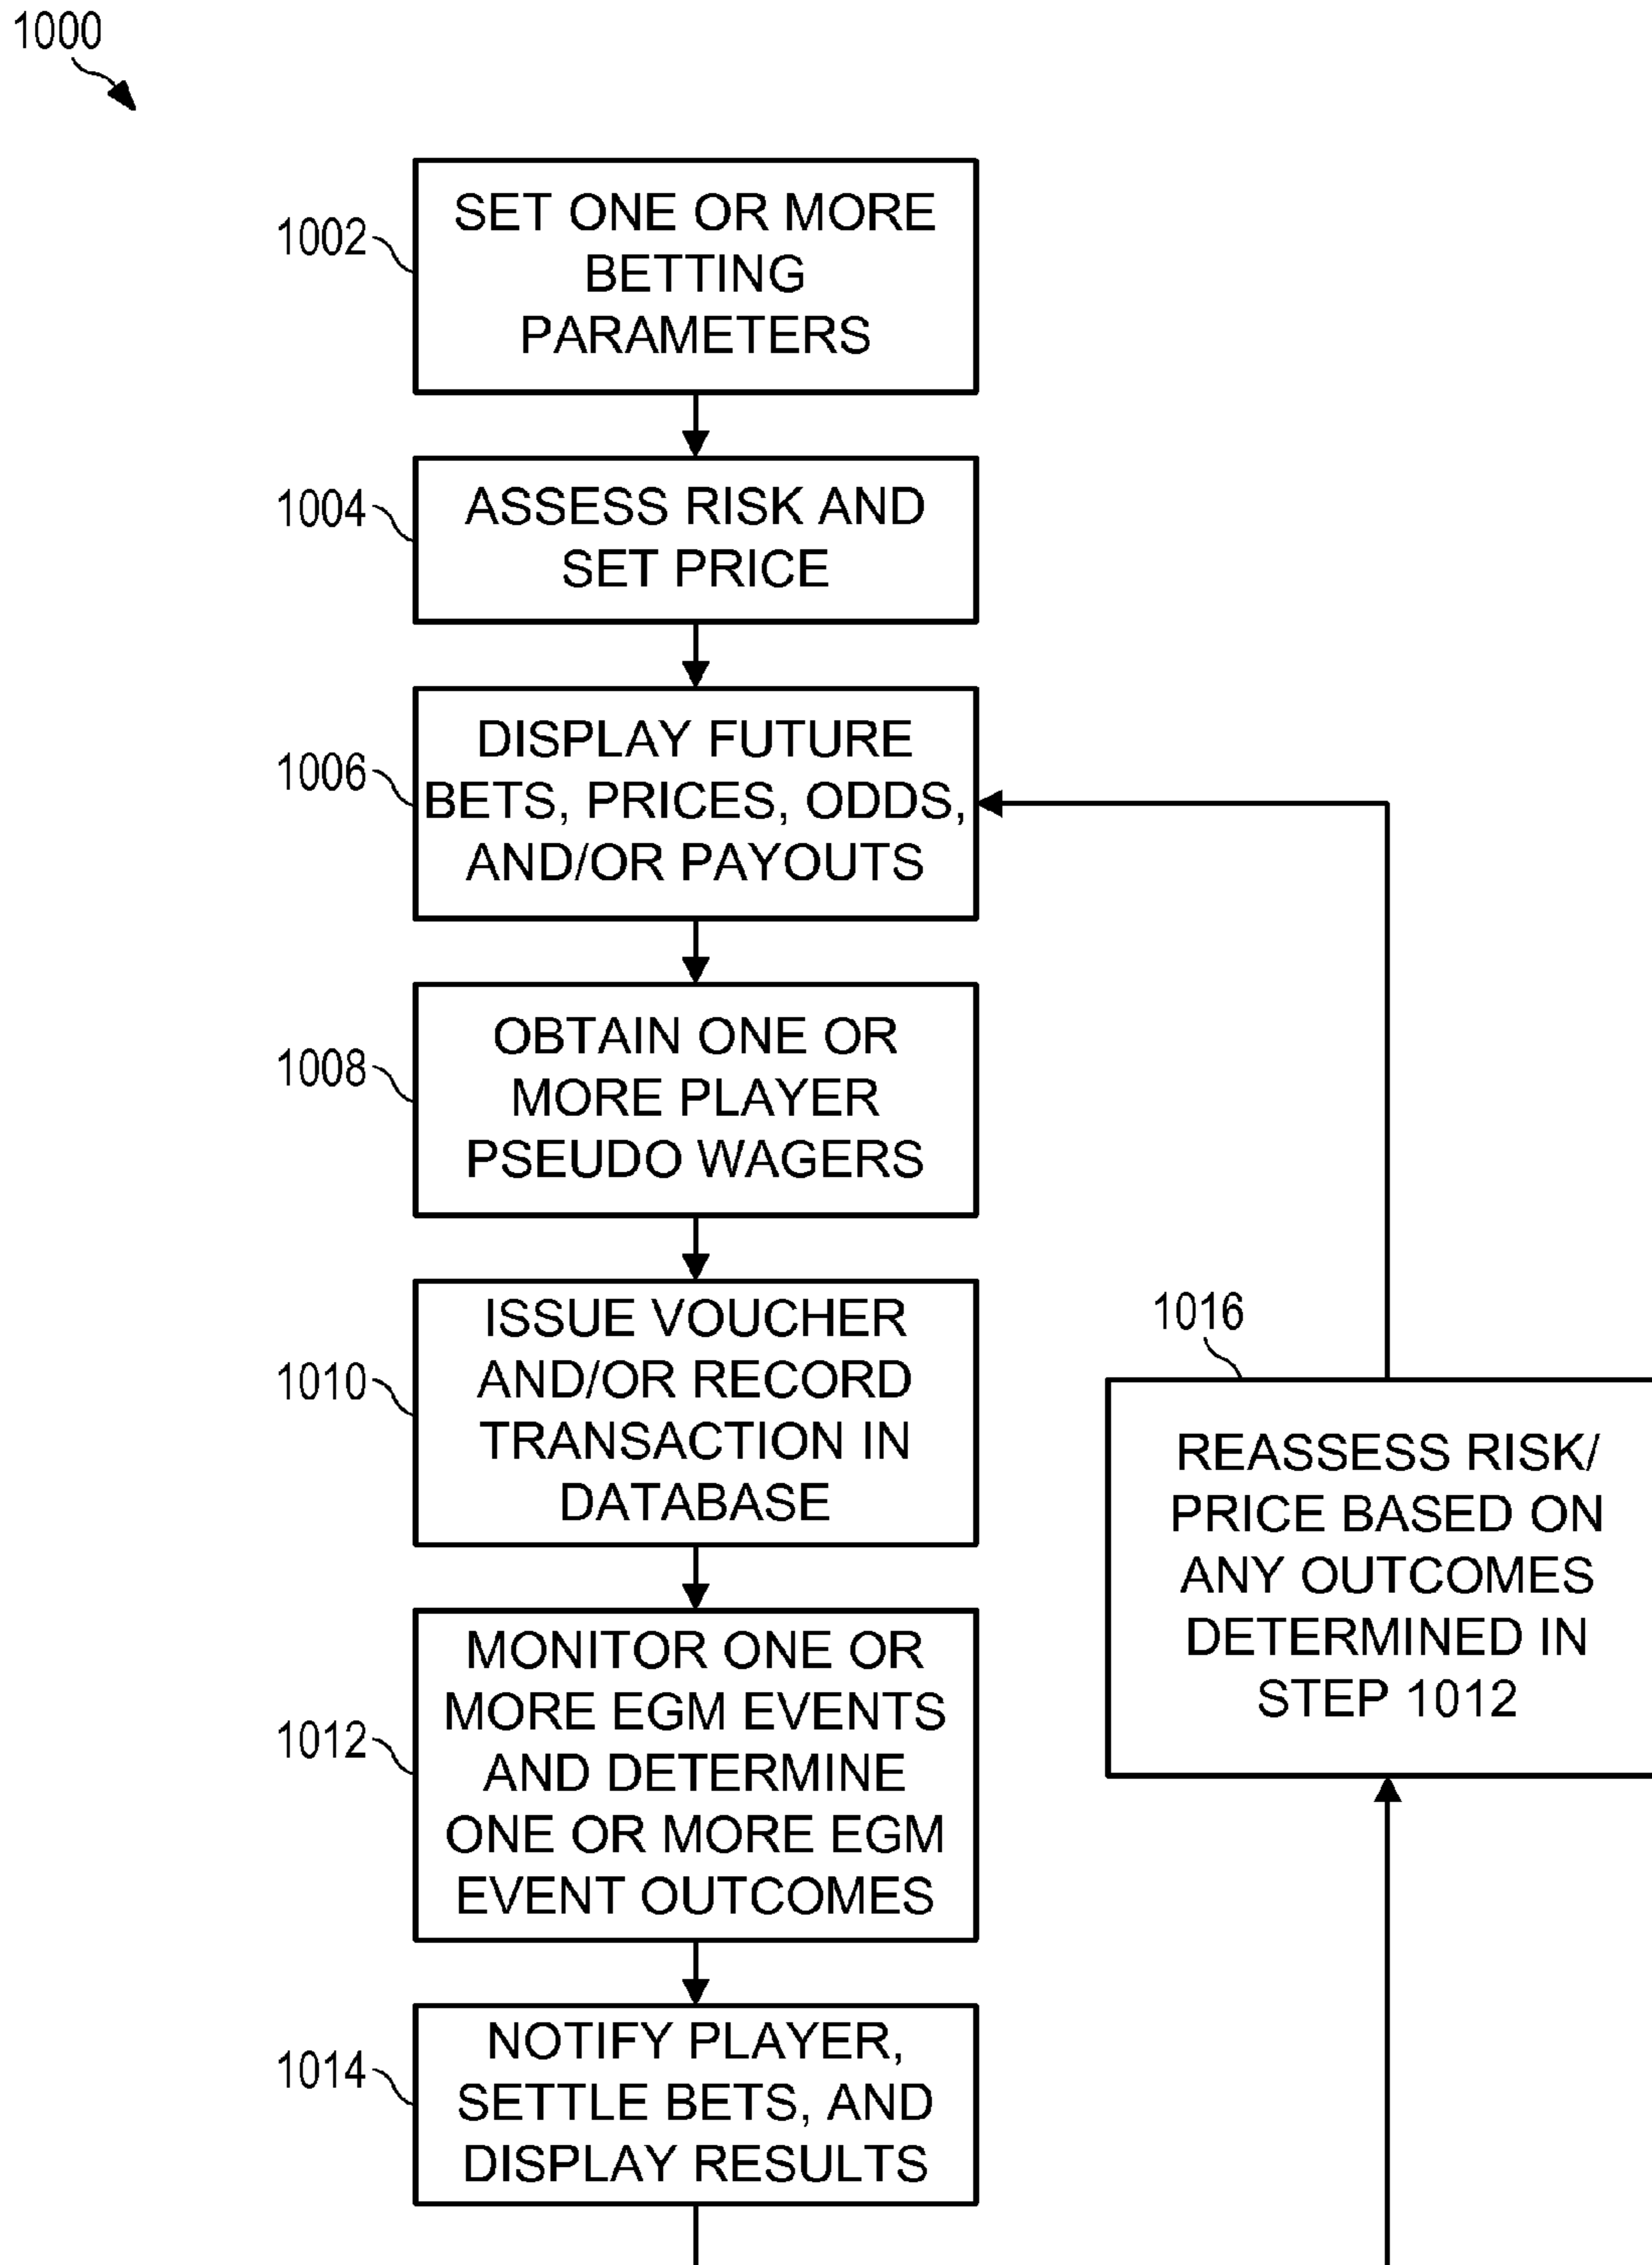 1000
1002
SET ONE OR MORE
BETTING
PARAMETERS
1004
ASSESS RISK AND
SET PRICE
1006
DISPLAY FUTURE
BETS, PRICES, ODDS,
AND/OR PAYOUTS
1008
OBTAIN ONE OR
MORE PLAYER
PSEUDO WAGERS
1010
ISSUE VOUCHER
AND/OR RECORD
TRANSACTION IN
DATABASE
1012
MONITOR ONE OR
MORE EGM EVENTS
AND DETERMINE
ONE OR MORE EGM
EVENT OUTCOMES
1014
NOTIFY PLAYER,
SETTLE BETS, AND
DISPLAY RESULTS
1016
REASSESS RISK/
PRICE BASED ON
ANY OUTCOMES
DETERMINED IN
STEP 1012